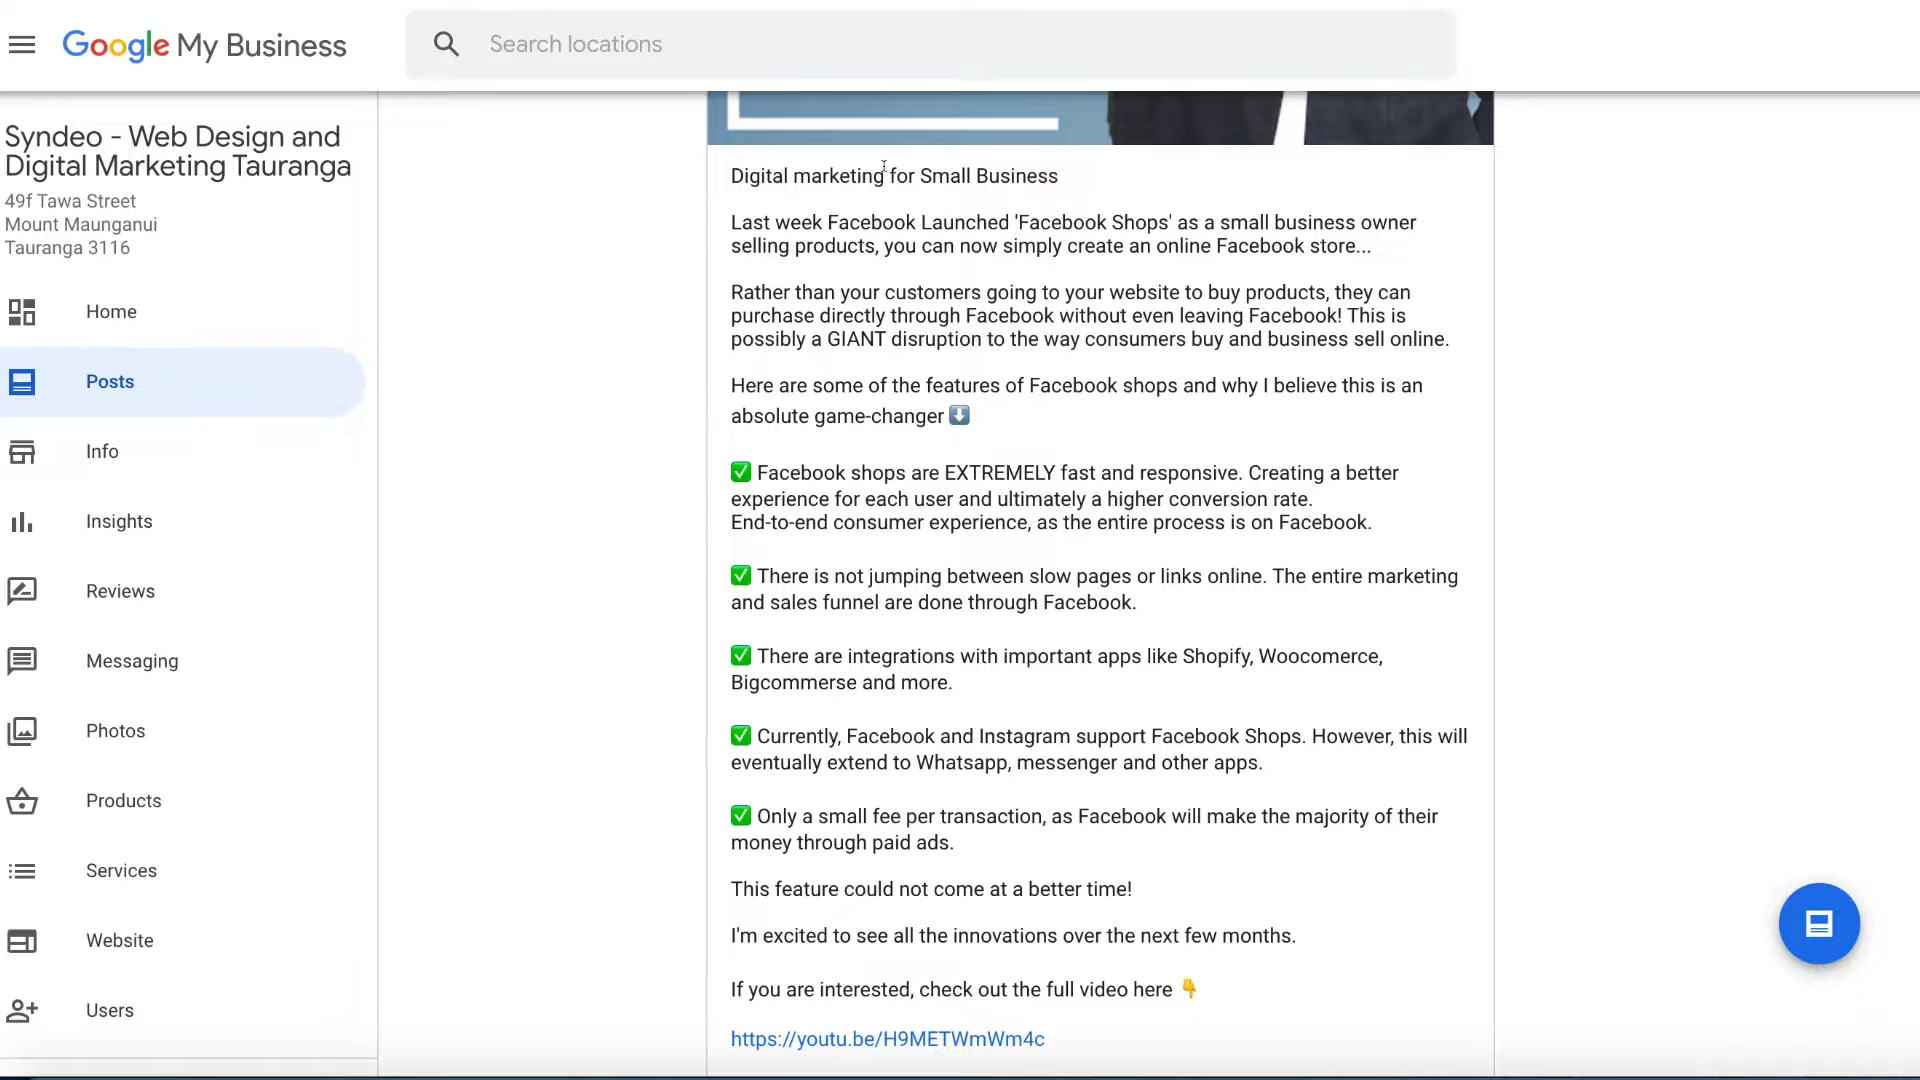 Google My Business
Search locations
Syndeo - Web Design and
Digital Marketing Tauranga
49f Tawa Street
Mount Maunganui
Tauranga 3116
Home
Posts
Info
Insights
Reviews
Messaging
Photos
Products
Services
Website
Users
Digital marketing for Small Business
Last week Facebook Launched 'Facebook Shops' as a small business owner
selling products, you can now simply create an online Facebook store...
Rather than your customers going to your website to buy products, they can
purchase directly through Facebook without even leaving Facebook! This is
possibly a GIANT disruption to the way consumers buy and business sell online.
Here are some of the features of Facebook shops and why I believe this is an
absolute game-changer ⬇️
✅ Facebook shops are EXTREMELY fast and responsive. Creating a better
experience for each user and ultimately a higher conversion rate.
End-to-end consumer experience, as the entire process is on Facebook.
✅ There is not jumping between slow pages or links online. The entire marketing
and sales funnel are done through Facebook.
✅ There are integrations with important apps like Shopify, Woocomerce,
Bigcommerse and more.
✅ Currently, Facebook and Instagram support Facebook Shops. However, this will
eventually extend to Whatsapp, messenger and other apps.
✅ Only a small fee per transaction, as Facebook will make the majority of their
money through paid ads.
This feature could not come at a better time!
I'm excited to see all the innovations over the next few months.
If you are interested, check out the full video here 👇
https://youtu.be/H9METWmWm4c